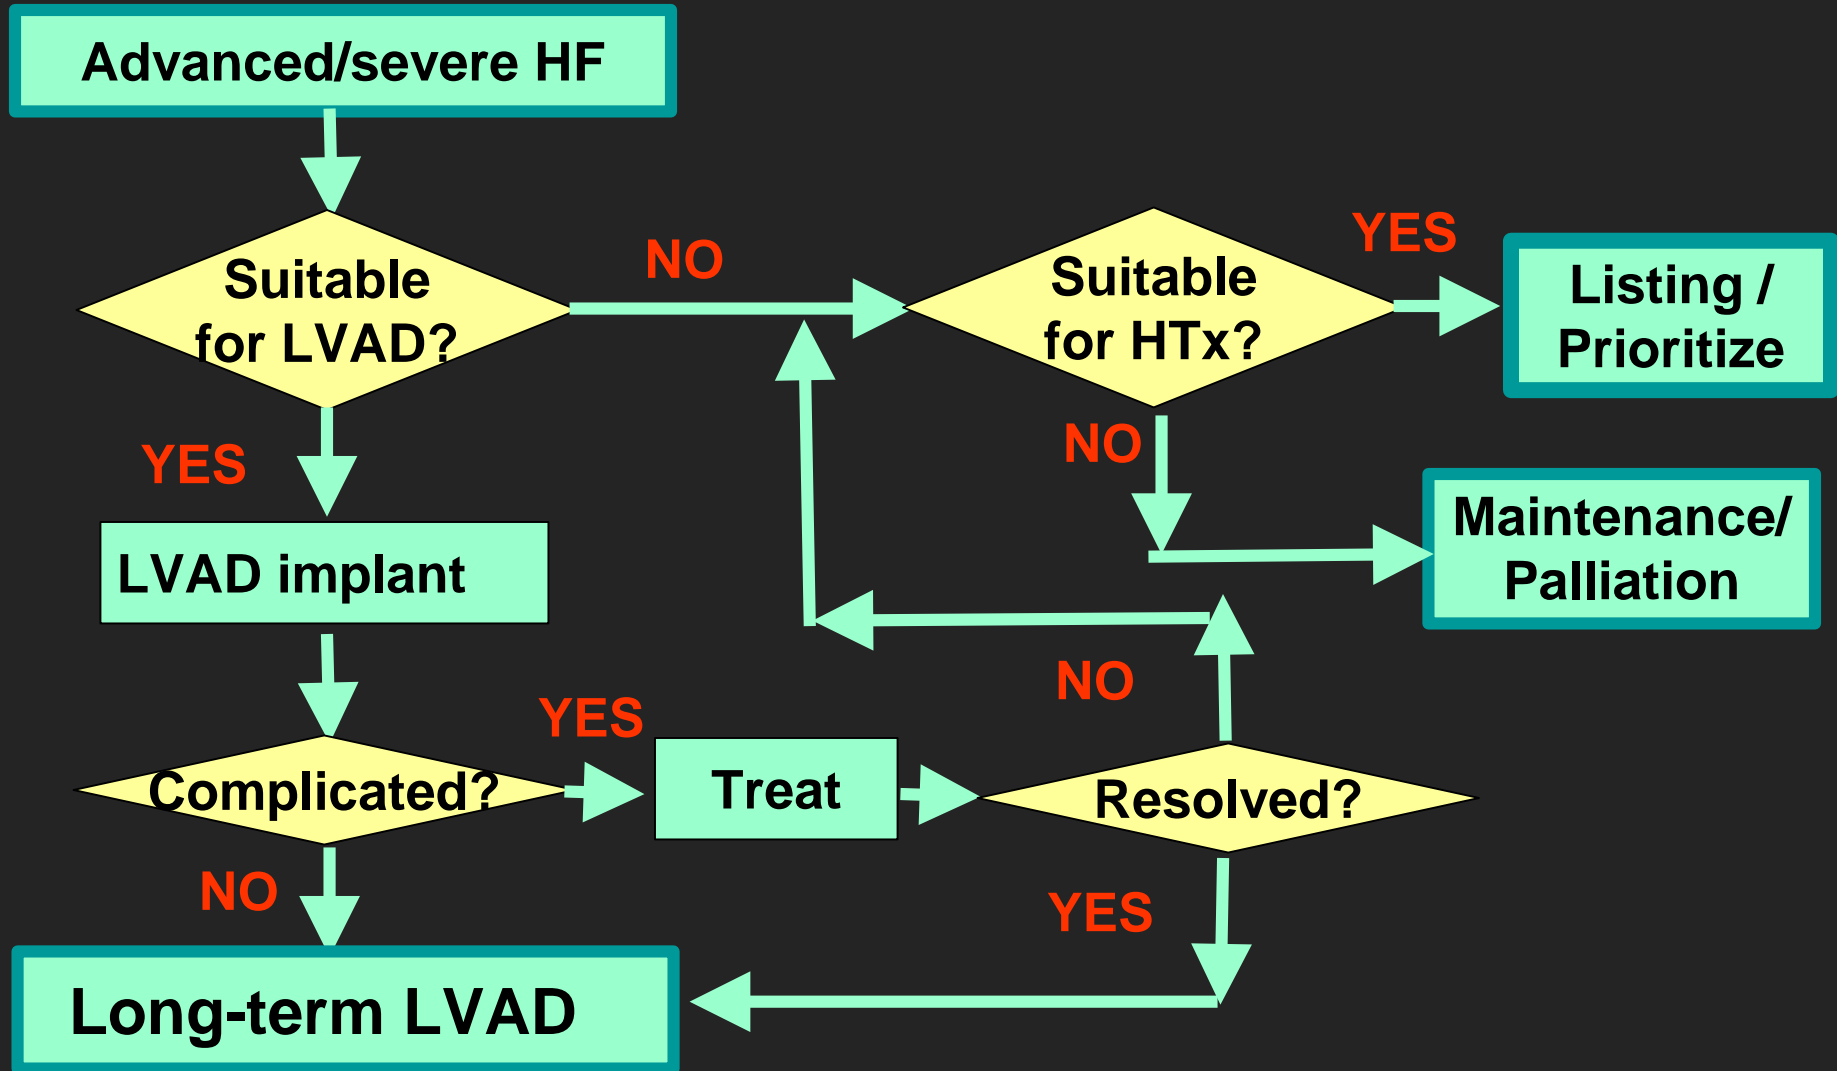 Advanced/severe HF
Suitable
for LVAD?
NO
Suitable
for HTx?
YES
Listing /
Prioritize
YES
NO
LVAD implant
Maintenance/
Palliation
NO
Complicated?
YES
Treat
Resolved?
NO
YES
Long-term LVAD